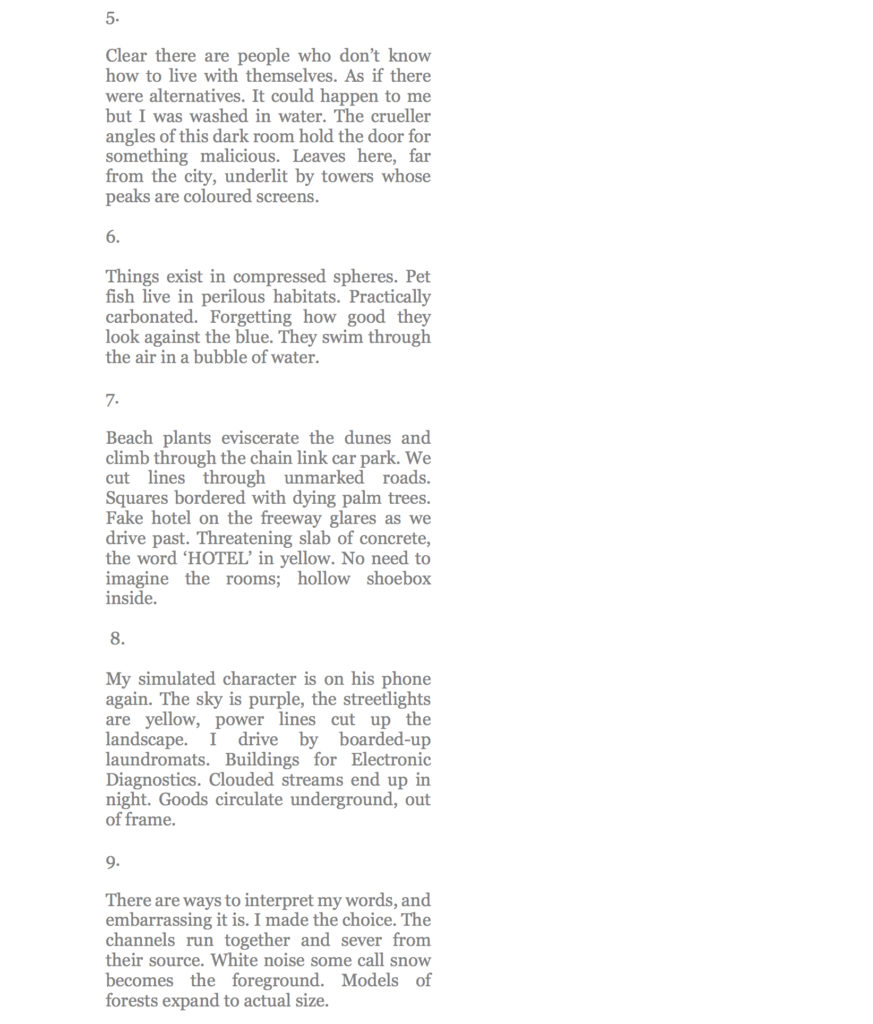 5.
Clear there are people who don’t know
how to live with themselves. As if there
were alternatives. It could happen to me
but I was washed in water. The crueller
angles of this dark room hold the door for
something malicious. Leaves here, far
from the city, underlit by towers whose
peaks are coloured screens.
6.
Things exist in compressed spheres. Pet
fish live in perilous habitats. Practically
carbonated. Forgetting how good they
look against the blue. They swim through
the air in a bubble of water.
7.
Beach plants eviscerate the dunes and
climb through the chain link car park. We
cut lines through unmarked roads.
Squares bordered with dying palm trees.
Fake hotel on the freeway glares as we
drive past. Threatening slab of concrete,
the word ‘HOTEL’ in yellow. No need to
imagine the rooms; hollow shoebox
inside.
8.
My simulated character is on his phone
again. The sky is purple, the streetlights
are yellow, power lines cut up the
landscape. I drive by boarded-up
laundromats. Buildings for Electronic
Diagnostics. Clouded streams end up in
night. Goods circulate underground, out
of frame.
9.
There are ways to interpret my words, and
embarrassing it is. I made the choice. The
channels run together and sever from
their source. White noise some call snow
becomes the foreground. Models of
forests expand to actual size.